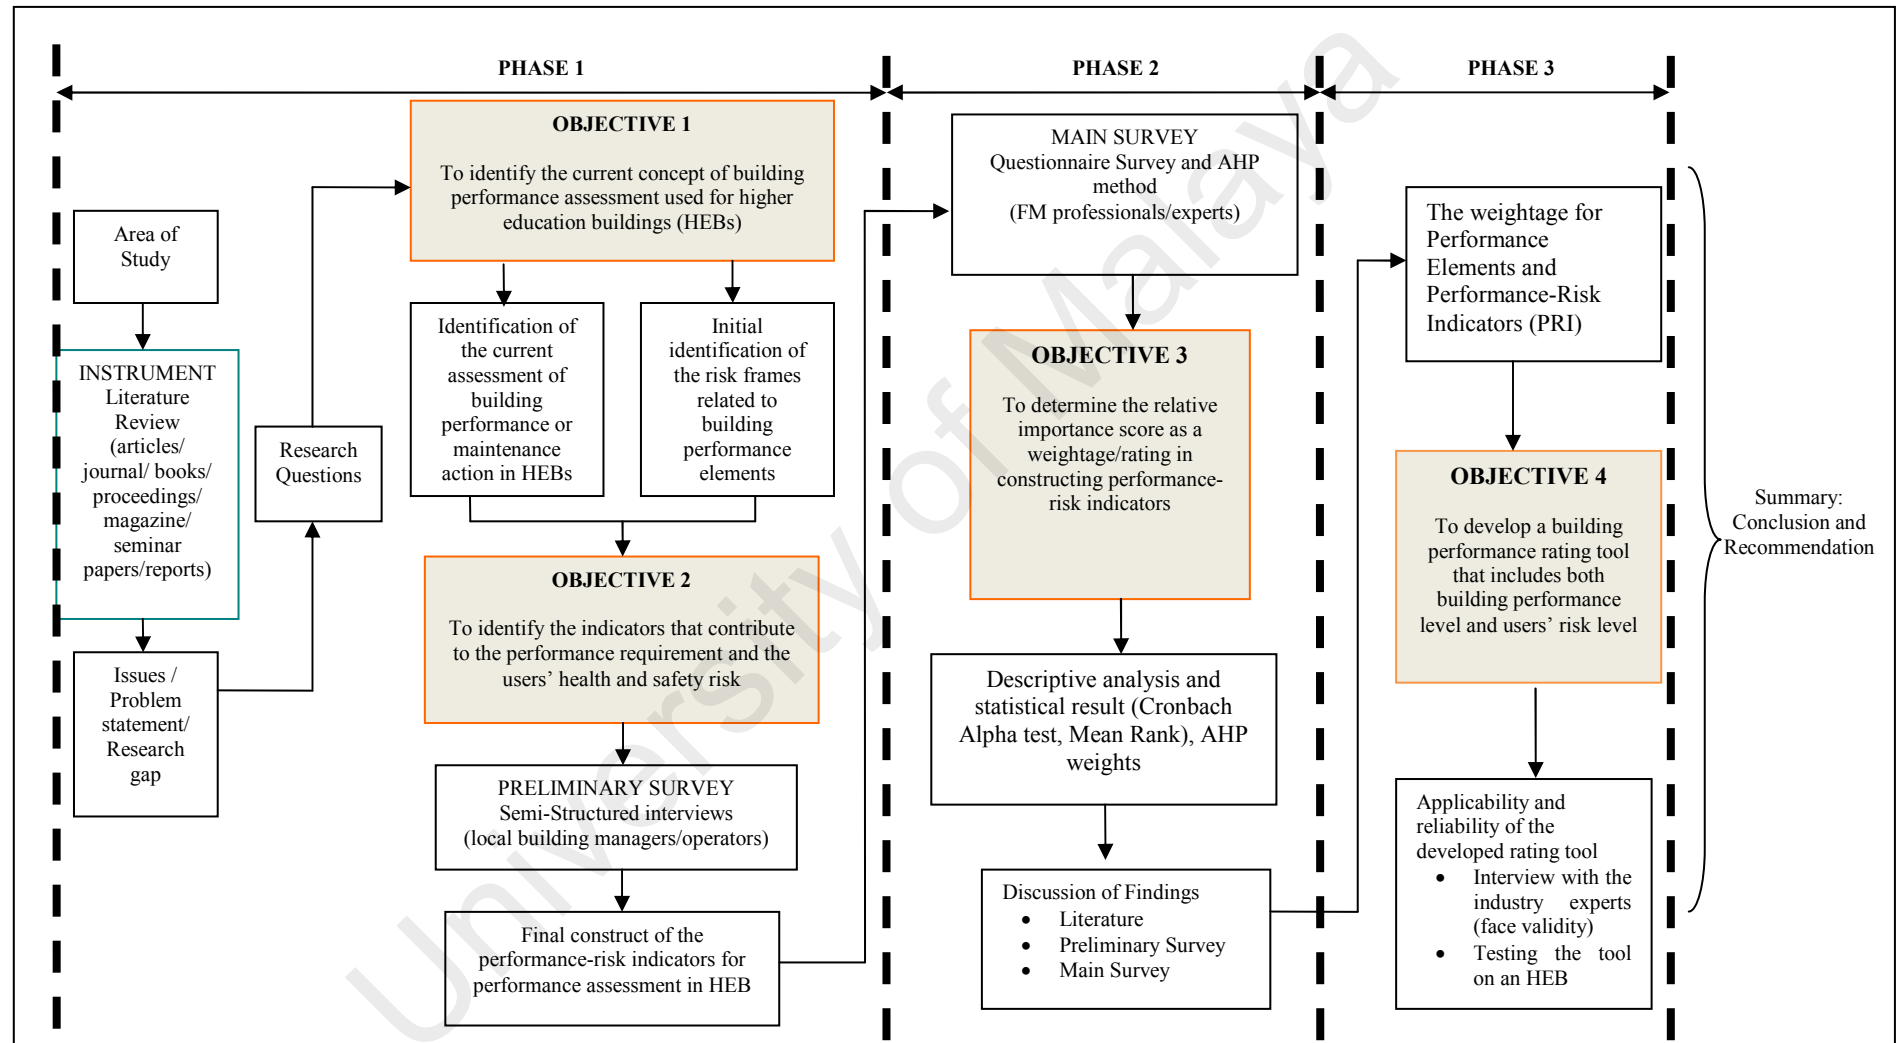 PHASE 1
PHASE 2
PHASE 3
Area of
Study
INSTRUMENT
Literature
Review
(articles/
journal/ books/
proceedings/
magazine/
seminar
papers/reports)
Issues /
Problem
statement/
Research
gap
Research
Questions
OBJECTIVE 1
To identify the current concept of building
performance assessment used for higher
education buildings (HEBs)
Identification of
the current
assessment of
building
performance or
maintenance
action in HEBs
Initial
identification of
the risk frames
related to
building
performance
elements
OBJECTIVE 2
To identify the indicators that contribute
to the performance requirement and the
users’ health and safety risk
PRELIMINARY SURVEY
Semi-Structured interviews
(local building managers/operators)
Final construct of the
performance-risk indicators for
performance assessment in HEB
MAIN SURVEY
Questionnaire Survey and AHP
method
(FM professionals/experts)
OBJECTIVE 3
To determine the relative
importance score as a
weightage/rating in
constructing performance-
risk indicators
Descriptive analysis and
statistical result (Cronbach
Alpha test, Mean Rank), AHP
weights
Discussion of Findings
• Literature
• Preliminary Survey
• Main Survey
The weightage for
Performance
Elements and
Performance-Risk
Indicators (PRI)
OBJECTIVE 4
To develop a building
performance rating tool
that includes both
building performance
level and users’ risk level
Applicability and
reliability of the
developed rating tool
• Interview with the
industry experts
(face validity)
• Testing the tool
on an HEB
Summary:
Conclusion and
Recommendation
University of Malaya